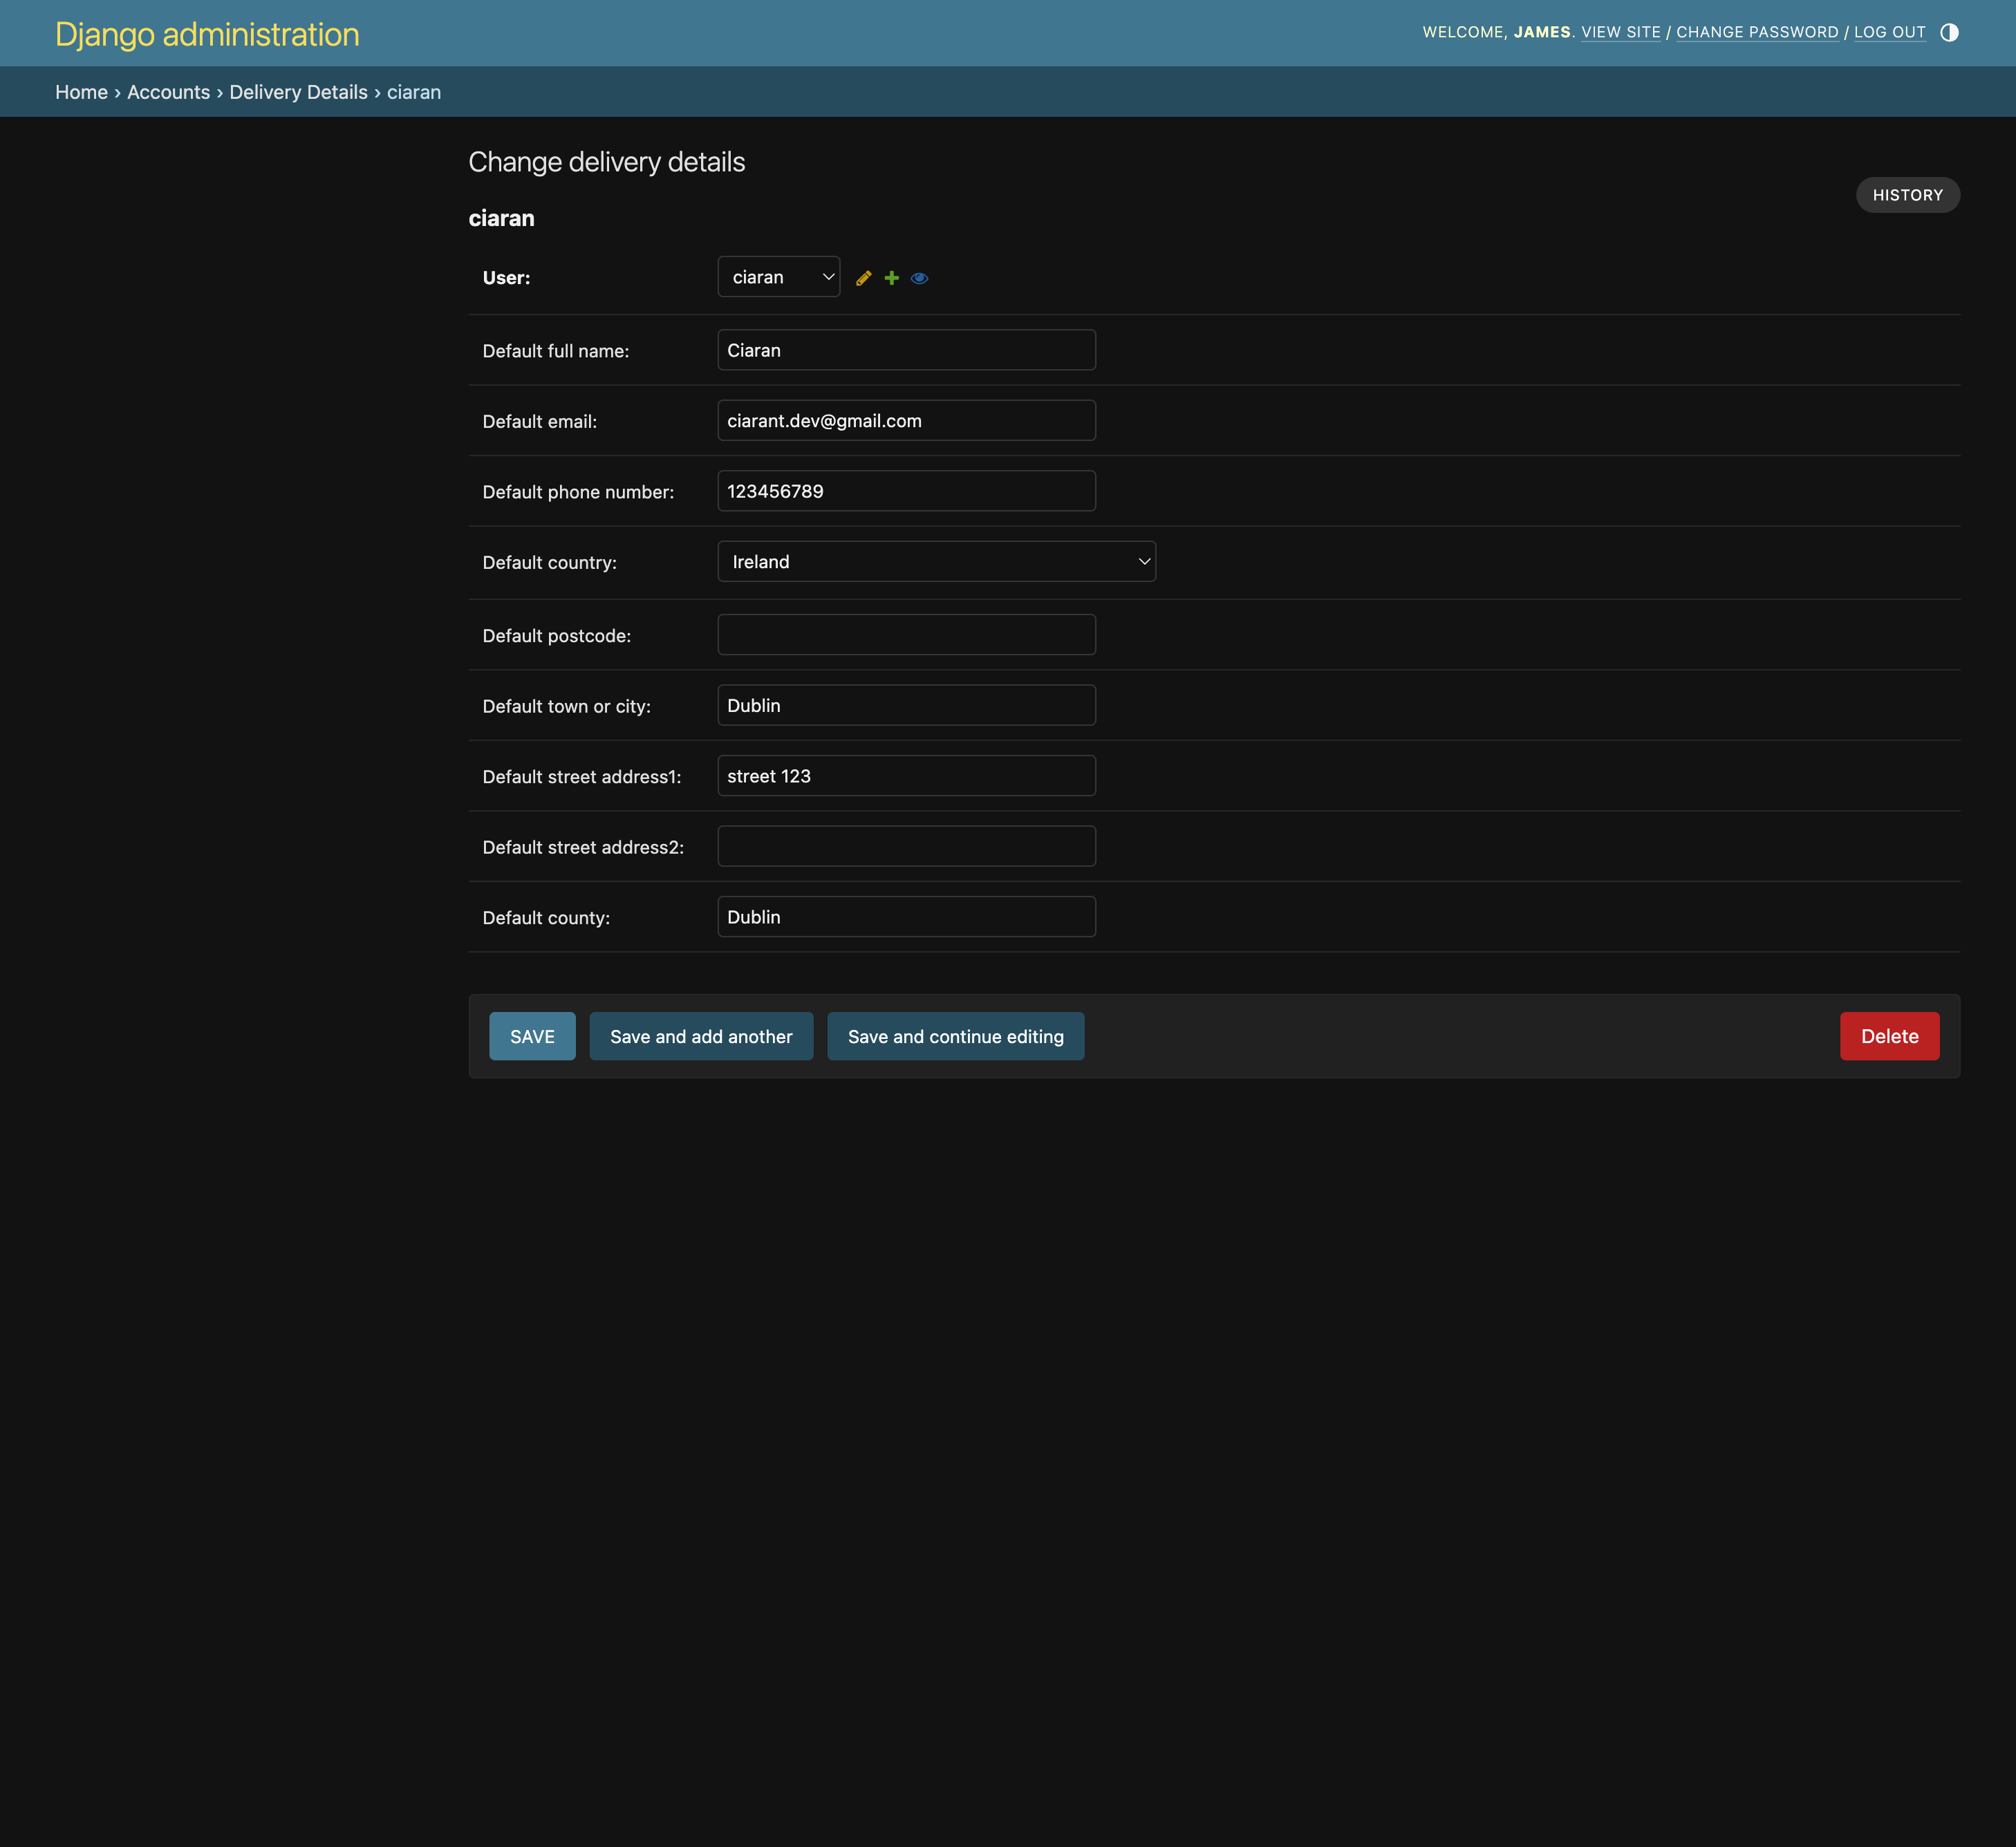 Django administration
WELCOME, JAMES. VIEW SITE / CHANGE PASSWORD / LOG OUT
Home › Accounts › Delivery Details › ciaran
Change delivery details
HISTORY
ciaran
User: ciaran
Default full name: Ciaran
Default email: ciarant.dev@gmail.com
Default phone number: 123456789
Default country: Ireland
Default postcode:
Default town or city: Dublin
Default street address1: street 123
Default street address2:
Default county: Dublin
SAVE Save and add another Save and continue editing Delete